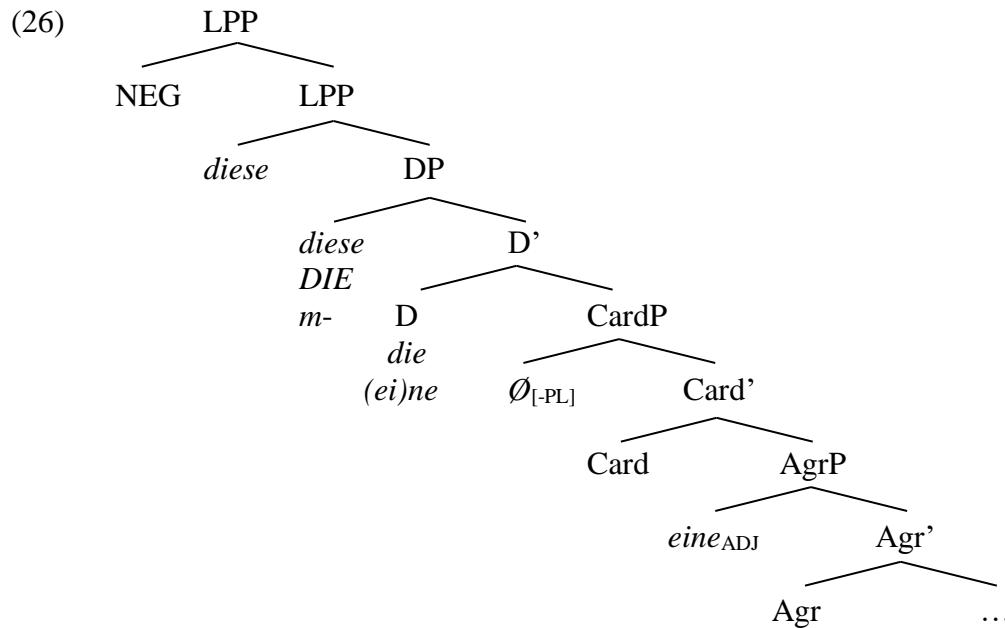 (26) LPP
NEG LPP
diese DP
diese D’
DIE
m- D CardP
die
(ei)ne Ø[-PL] Card’
Card AgrP
eineADJ Agr’
Agr …